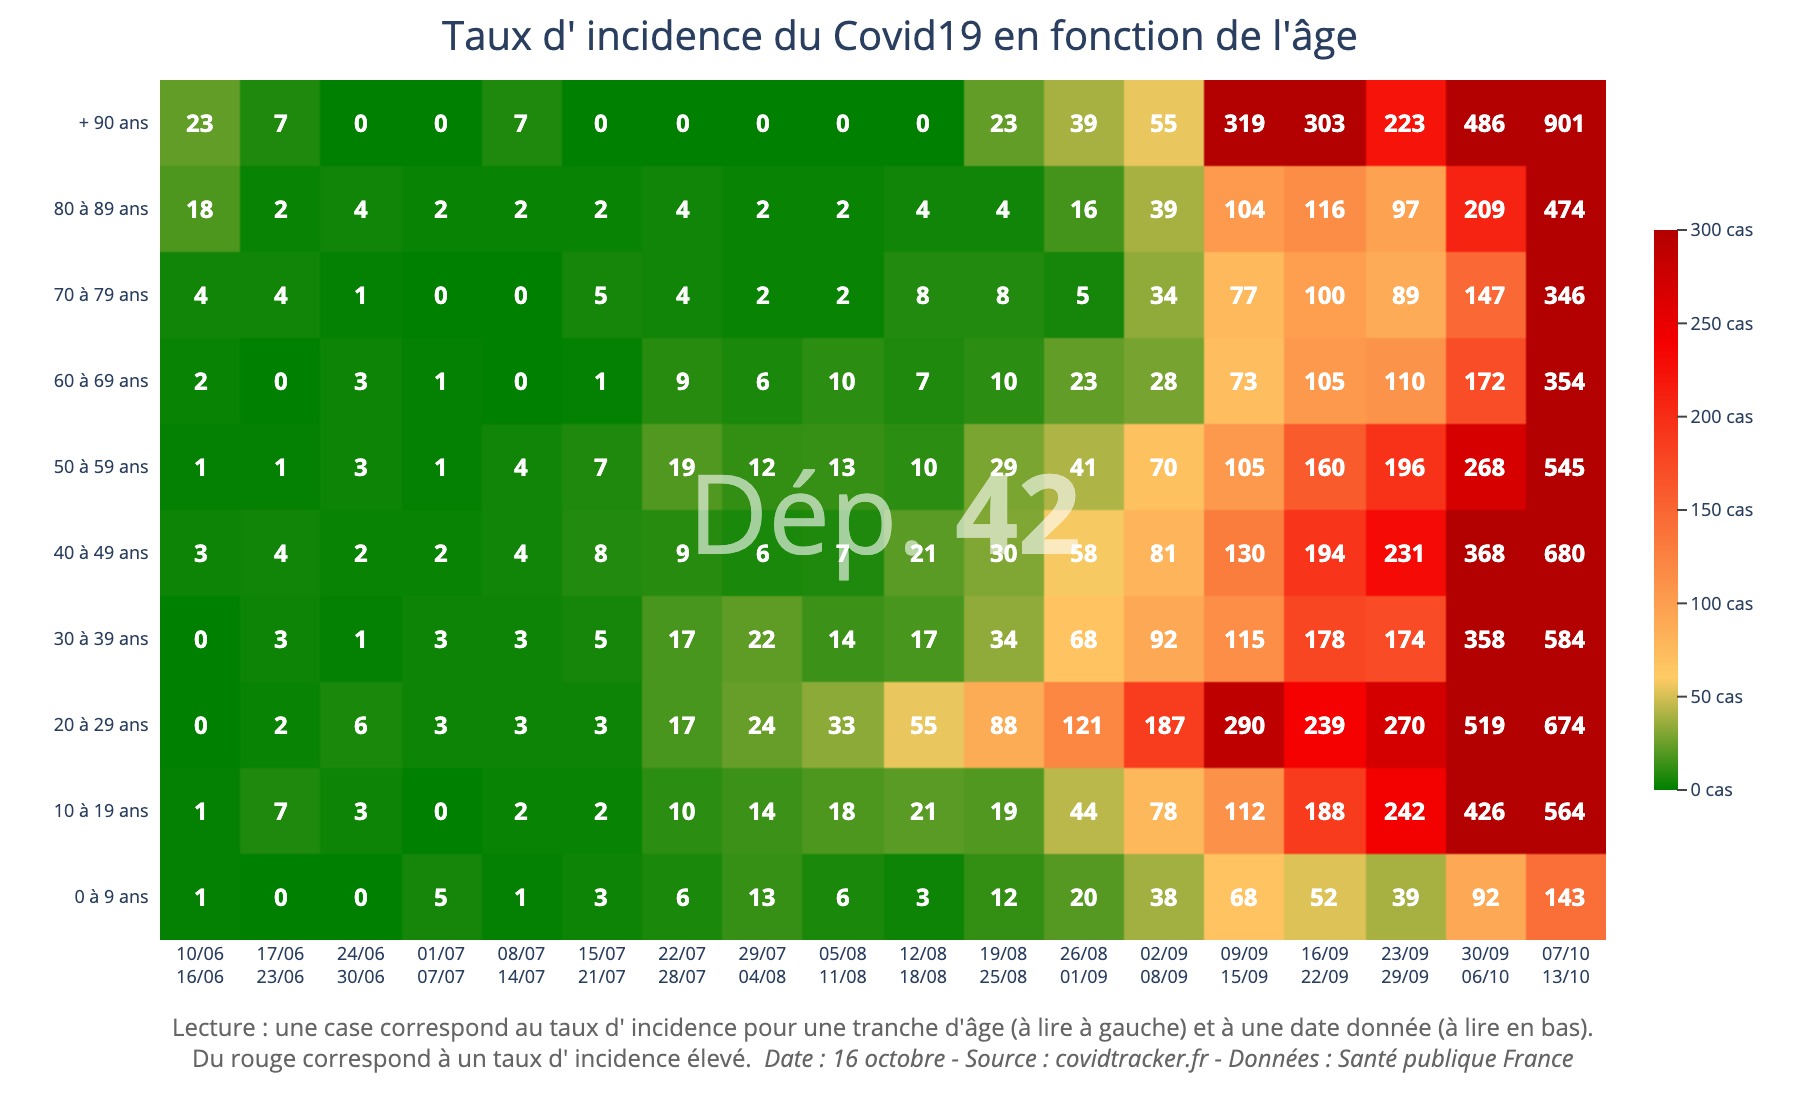 Taux d' incidence du Covid19 en fonction de l'âge
+ 90 ans 23 7 0 0 7 0 0 0 0 0 23 39 55 319 303 223 486 901
80 à 89 ans 18 2 4 2 2 2 4 2 2 4 4 16 39 104 116 97 209 474
70 à 79 ans 4 4 1 0 0 5 4 2 2 8 8 5 34 77 100 89 147 346
60 à 69 ans 2 0 3 1 0 1 9 6 10 7 10 23 28 73 105 110 172 354
50 à 59 ans 1 1 3 1 4 7 19 12 13 10 29 41 70 105 160 196 268 545
Dép. 42
40 à 49 ans 3 4 2 2 4 8 9 6 7 21 30 58 81 130 194 231 368 680
30 à 39 ans 0 3 1 3 3 5 17 22 14 17 34 68 92 115 178 174 358 584
20 à 29 ans 0 2 6 3 3 3 17 24 33 55 88 121 187 290 239 270 519 674
10 à 19 ans 1 7 3 0 2 2 10 14 18 21 19 44 78 112 188 242 426 564
0 à 9 ans 1 0 0 5 1 3 6 13 6 3 12 20 38 68 52 39 92 143
10/06 17/06 24/06 01/07 08/07 15/07 22/07 29/07 05/08 12/08 19/08 26/08 02/09 09/09 16/09 23/09 30/09 07/10
16/06 23/06 30/06 07/07 14/07 21/07 28/07 04/08 11/08 18/08 25/08 01/09 08/09 15/09 22/09 29/09 06/10 13/10
300 cas
250 cas
200 cas
150 cas
100 cas
50 cas
0 cas
Lecture : une case correspond au taux d' incidence pour une tranche d'âge (à lire à gauche) et à une date donnée (à lire en bas).
Du rouge correspond à un taux d' incidence élevé. Date : 16 octobre - Source : covidtracker.fr - Données : Santé publique France